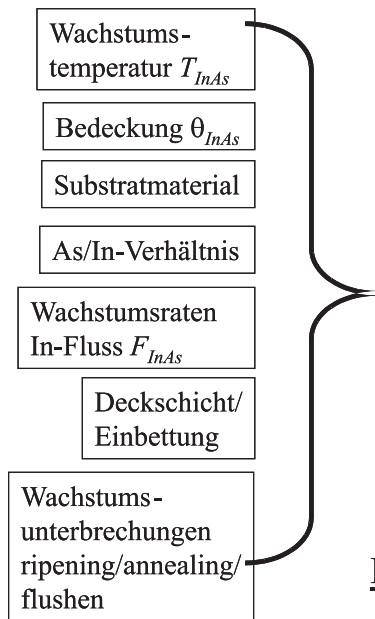 Wachstums-
temperatur T_InAs
Bedeckung θ_InAs
Substratmaterial
As/In-Verhältnis
Wachstumsraten
In-Fluss F_InAs
Deckschicht/
Einbettung
Wachstums-
unterbrechungen
ripening/annealing/
flushen